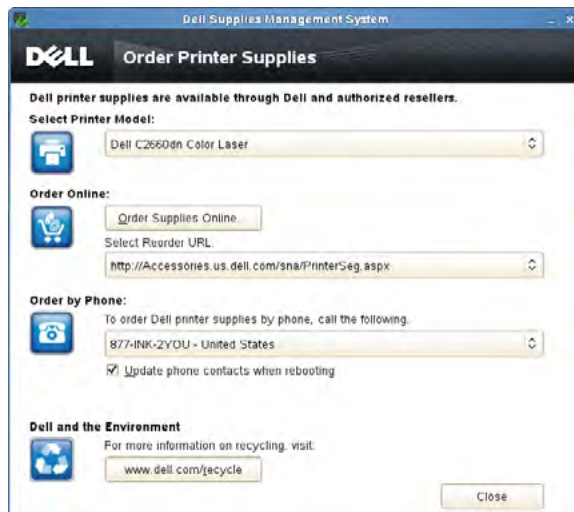 Dell Supplies Management System
DELL Order Printer Supplies
Dell printer supplies are available through Dell and authorized resellers.
Select Printer Model:
Dell C2660dn Color Laser
Order Online:
Order Supplies Online...
Select Reorder URL.
http://Accessories.us.dell.com/sna/PrinterSeg.aspx
Order by Phone:
To order Dell printer supplies by phone, call the following.
877-INK-2YOU - United States
Update phone contacts when rebooting
Dell and the Environment
For more information on recycling, visit:
www.dell.com/recycle
Close